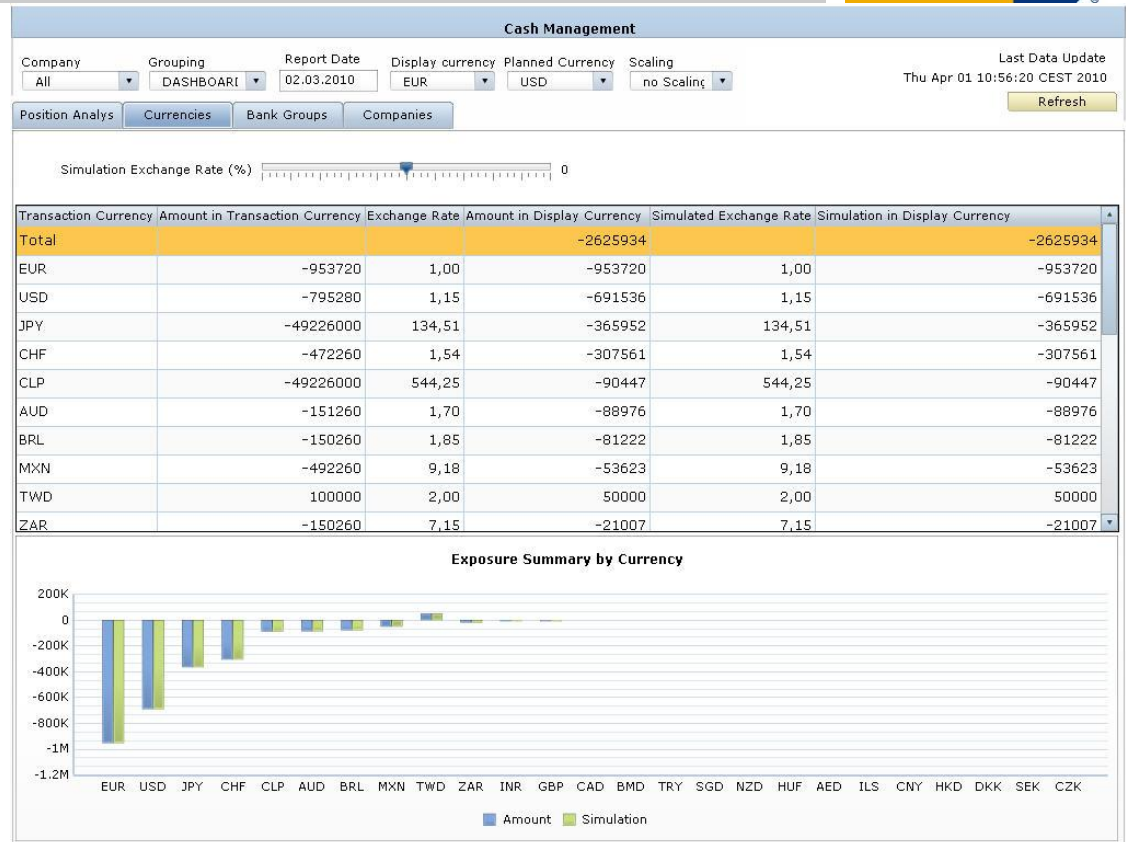 Cash Management
Company Grouping Report Date Display currency Planned Currency Scaling Last Data Update
All DASHBOARI 02.03.2010 EUR USD no Scaling Thu Apr 01 10:56:20 CEST 2010
Refresh
Position Analys Currencies Bank Groups Companies
Simulation Exchange Rate (%) 0
Transaction Currency Amount in Transaction Currency Exchange Rate Amount in Display Currency Simulated Exchange Rate Simulation in Display Currency
Total -2625934 -2625934
EUR -953720 1,00 -953720 1,00 -953720
USD -795280 1,15 -691536 1,15 -691536
JPY -49226000 134,51 -365952 134,51 -365952
CHF -472260 1,54 -307561 1,54 -307561
CLP -49226000 544,25 -90447 544,25 -90447
AUD -151260 1,70 -88976 1,70 -88976
BRL -150260 1,85 -81222 1,85 -81222
MXN -492260 9,18 -53623 9,18 -53623
TWD 100000 2,00 50000 2,00 50000
ZAR -150260 7,15 -21007 7,15 -21007
Exposure Summary by Currency
200K
0
-200K
-400K
-600K
-800K
-1M
-1.2M
EUR USD JPY CHF CLP AUD BRL MXN TWD ZAR INR GBP CAD BMD TRY SGD NZD HUF AED ILS CNY HKD DKK SEK CZK
Amount Simulation